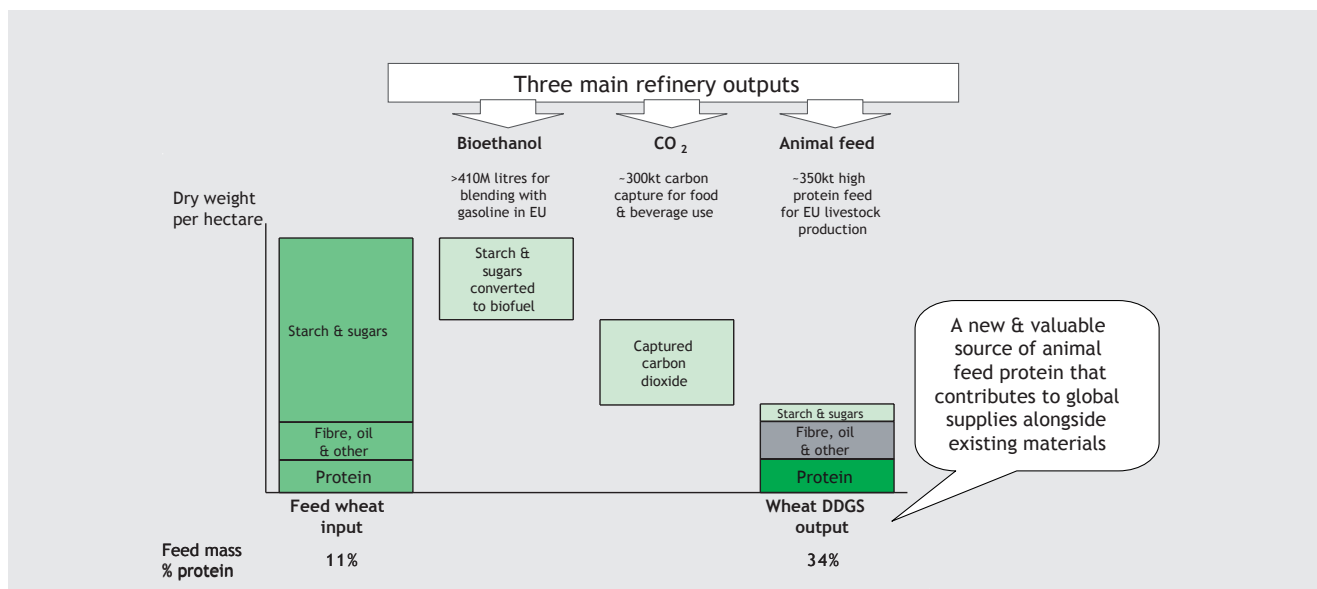 Three main refinery outputs
Bioethanol
CO 2
Animal feed
>410M litres for
blending with
gasoline in EU
~300kt carbon
capture for food
& beverage use
~350kt high
protein feed
for EU livestock
production
Dry weight
per hectare
Starch & sugars
Fibre, oil
& other
Protein
Starch &
sugars
converted
to biofuel
Captured
carbon
dioxide
Starch & sugars
Fibre, oil
& other
Protein
A new & valuable
source of animal
feed protein that
contributes to global
supplies alongside
existing materials
Feed wheat
input
Wheat DDGS
output
Feed mass
% protein
11%
34%